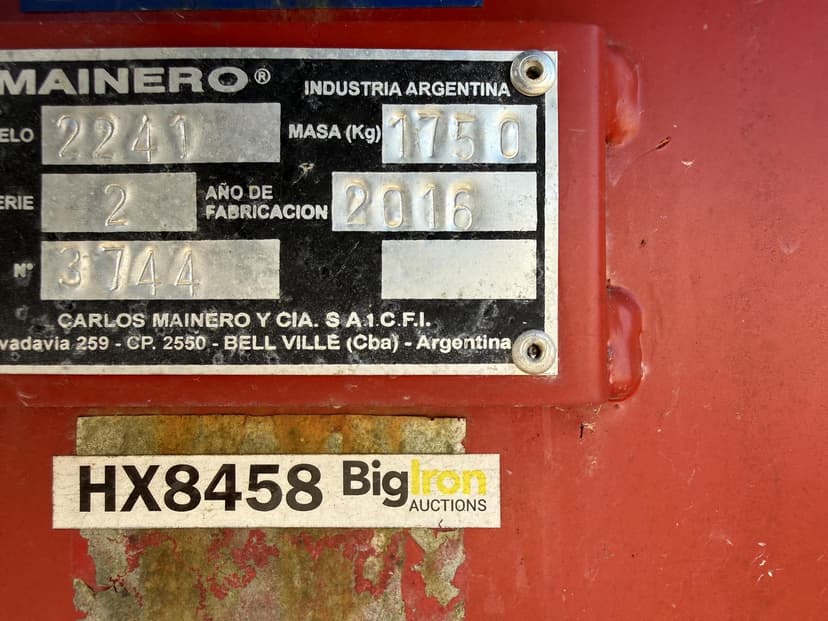 MAINERO® INDUSTRIA ARGENTINA
ELO 2241 MASA (Kg) 1750
ERIE 2 AÑO DE FABRICACION 2016
N° 3744
CARLOS MAINERO Y CIA. S A I C.F.I.
vadavia 259 - CP. 2550 - BELL VILLE (Cba) - Argentina
HX8458 BigIron AUCTIONS